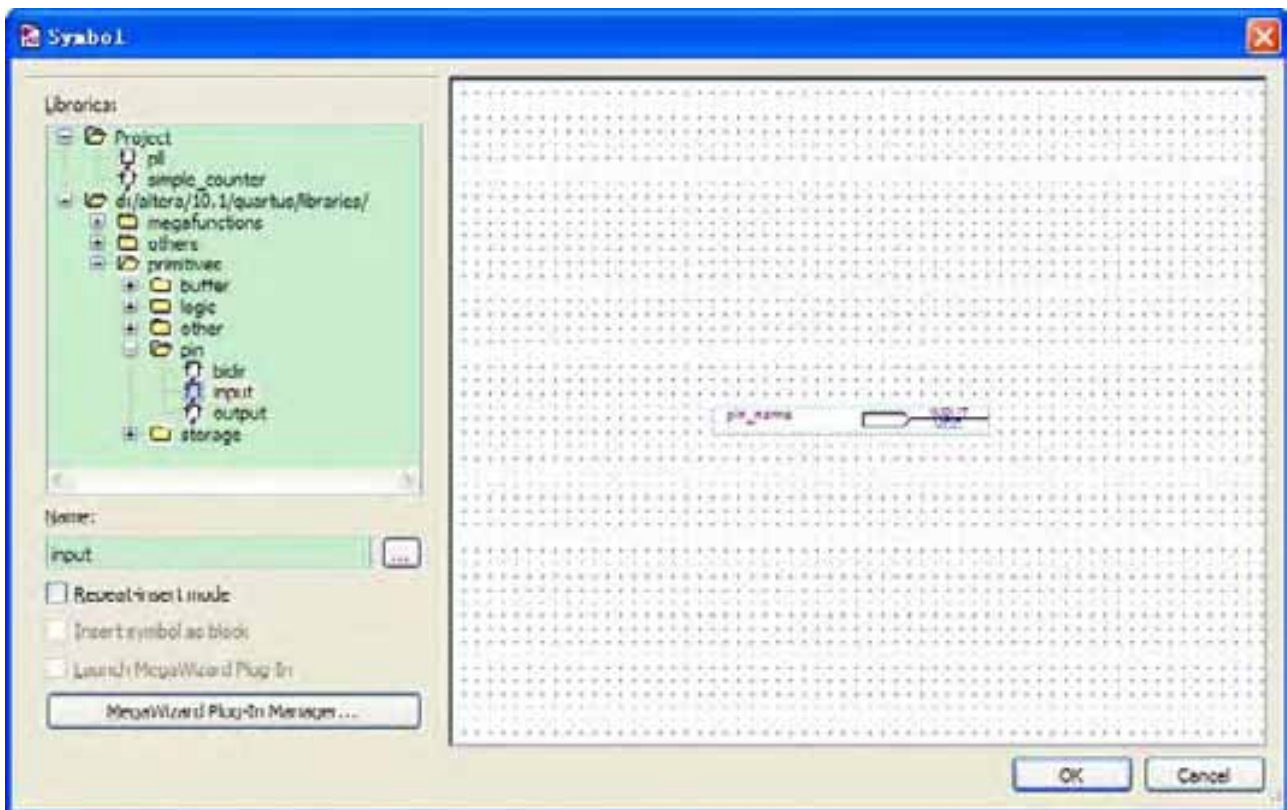 Symbol
Libraries:
Project
pll
simple_counter
d:/altera/10.1/quartus/libraries/
megafunctions
others
primitives
buffer
logic
other
pin
bidir
input
output
storage
Name:
input
...
Repeat-insert mode
Insert symbol as block
Launch MegaWizard Plug-In
MegaWizard Plug-In Manager...
pin_name
INPUT
OK
Cancel